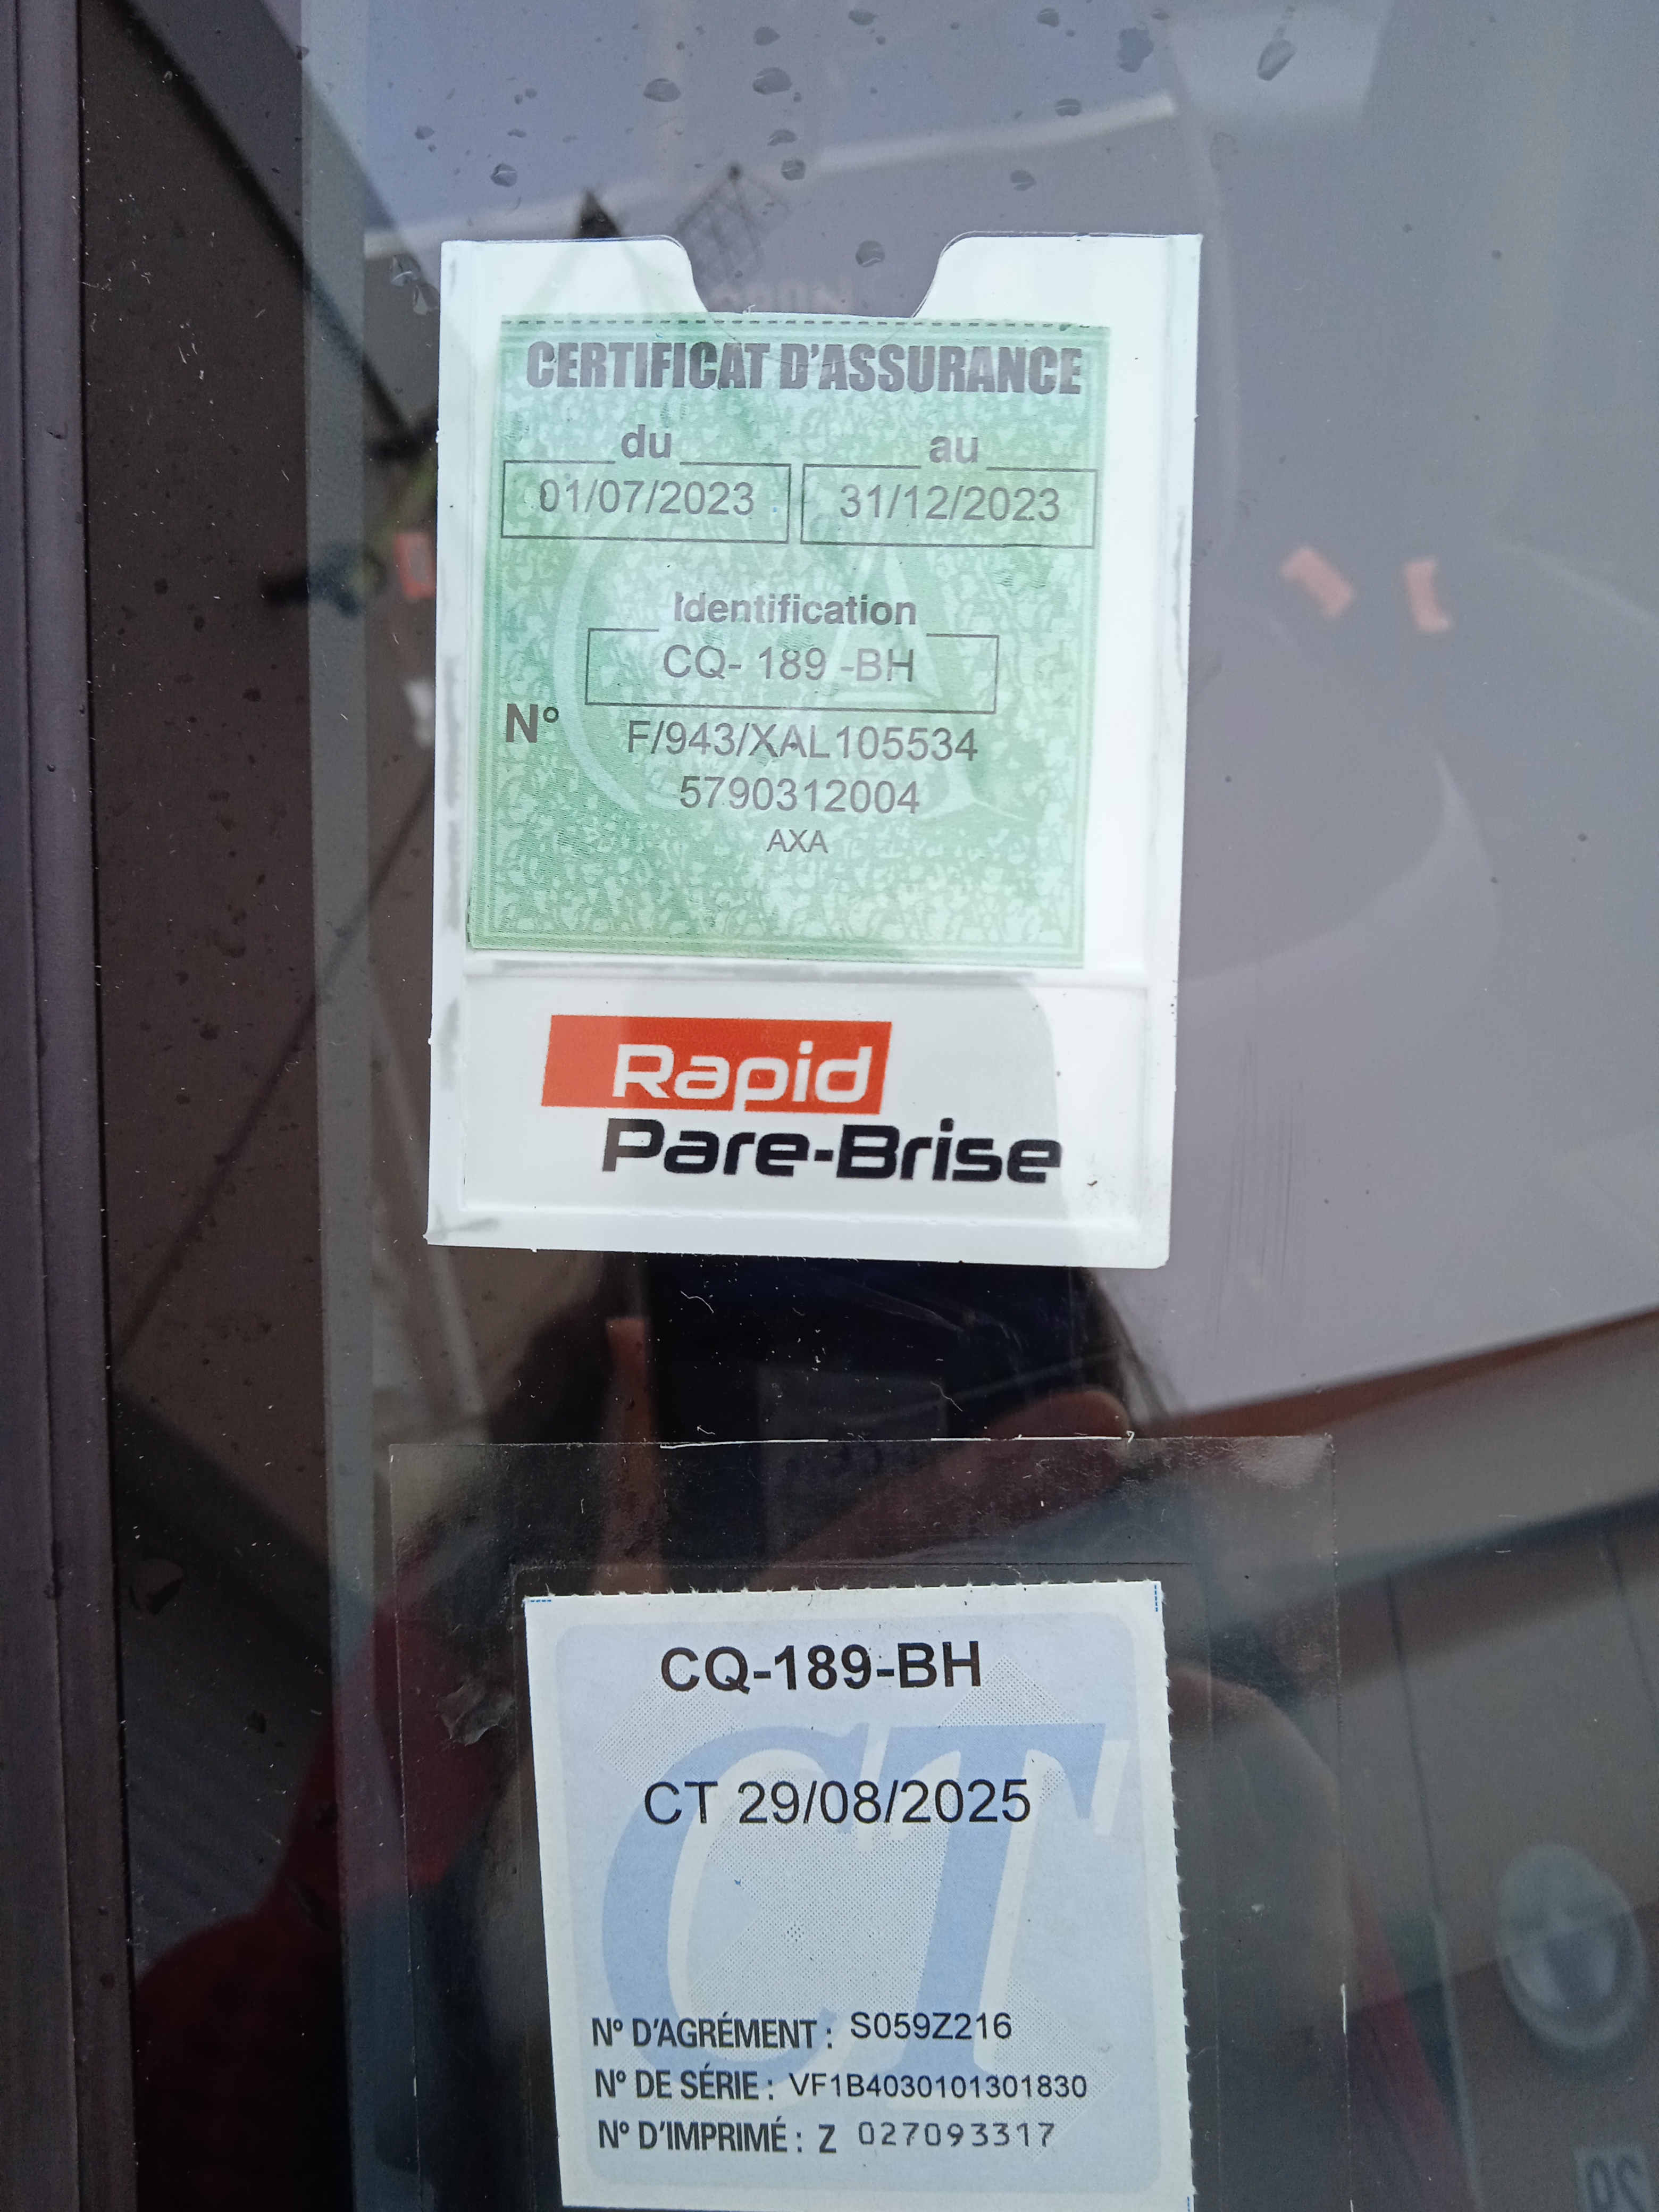 CERTIFICAT D'ASSURANCE
du au
01/07/2023 31/12/2023
Identification
CQ- 189 -BH
N° F/943/XAL105534
5790312004
AXA
Rapid
Pare-Brise
CQ-189-BH
CT 29/08/2025
CT
N° D'AGRÉMENT : S059Z216
N° DE SÉRIE : VF1B4030101301830
N° D'IMPRIMÉ : Z 027093317